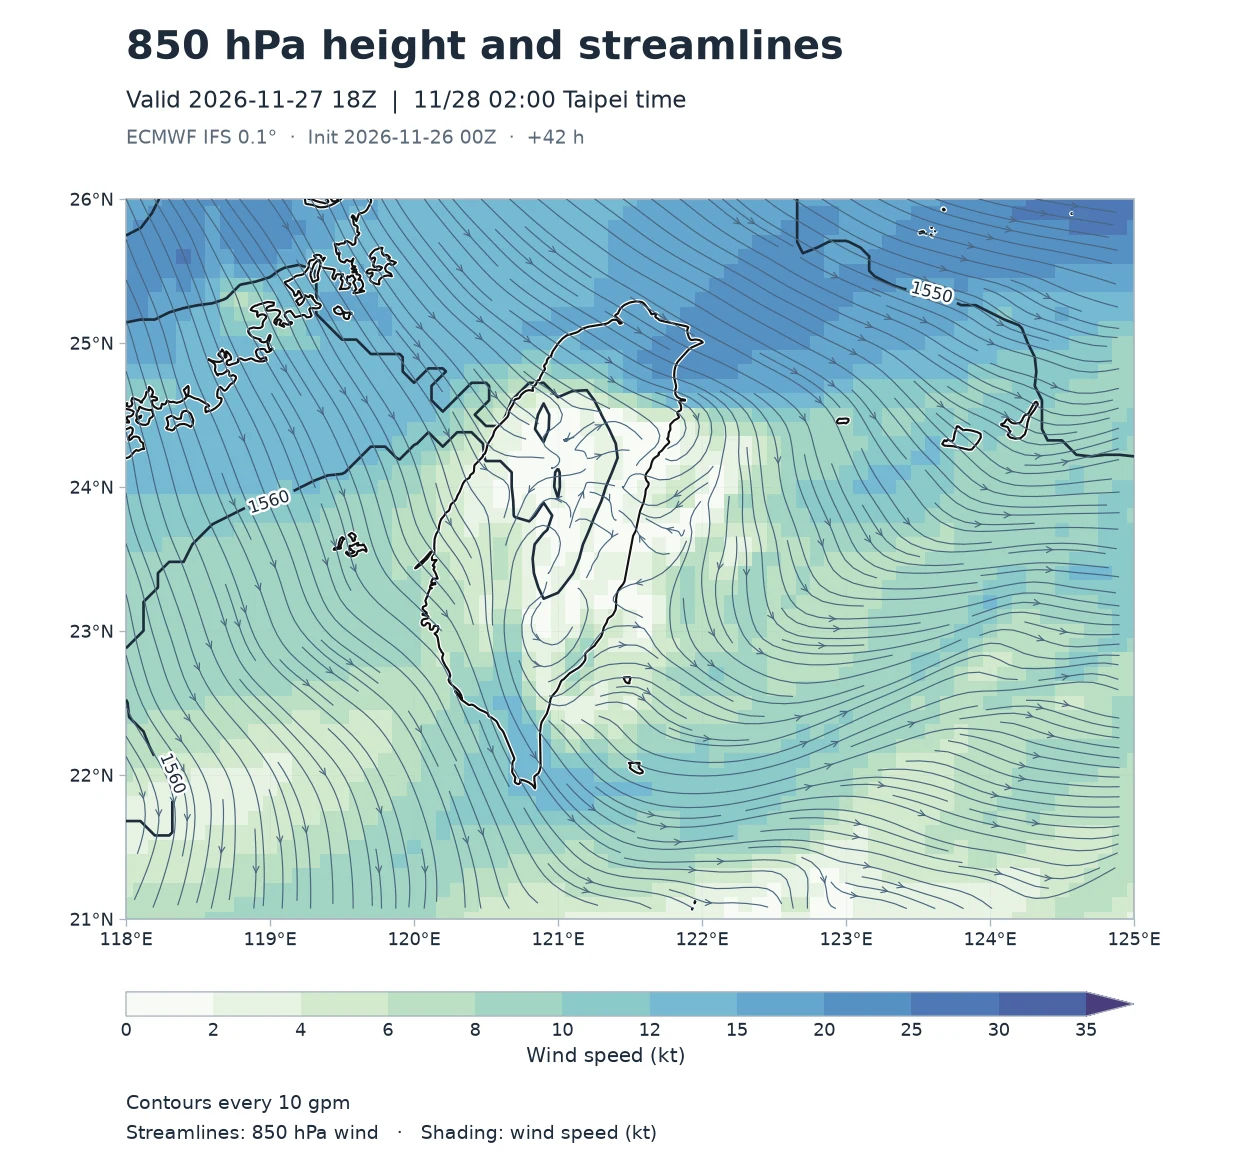 850 hPa height and streamlines
Valid 2026-11-27 18Z | 11/28 02:00 Taipei time
ECMWF IFS 0.1° · Init 2026-11-26 00Z · +42 h
26°N
25°N
24°N
23°N
22°N
21°N
1550
1560
1560
118°E 119°E 120°E 121°E 122°E 123°E 124°E 125°E
0 2 4 6 8 10 12 15 20 25 30 35
Wind speed (kt)
Contours every 10 gpm
Streamlines: 850 hPa wind · Shading: wind speed (kt)